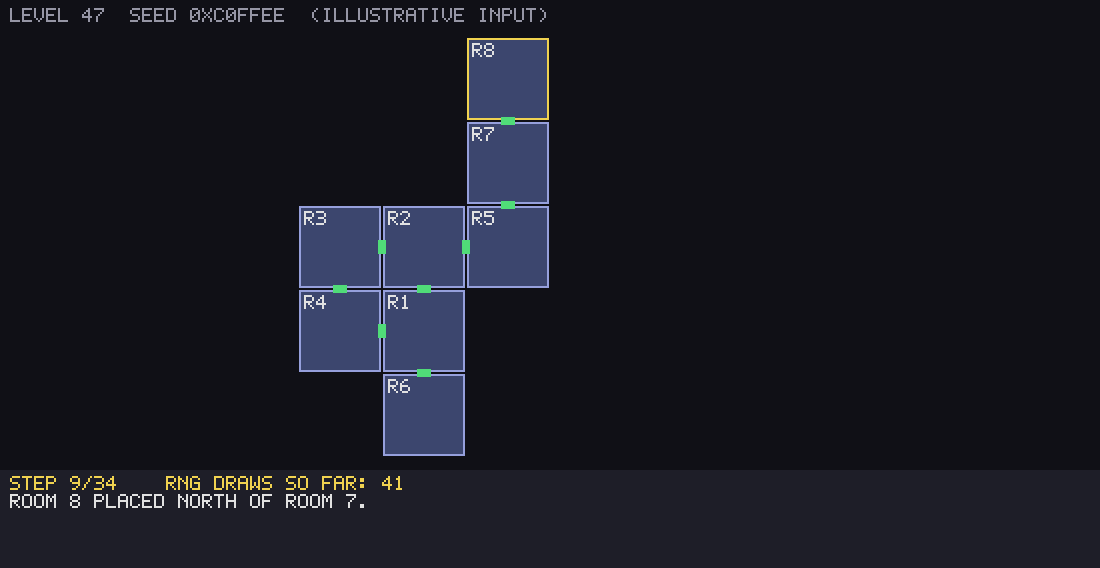 LEVEL 47  SEED 0XC0FFEE  (ILLUSTRATIVE INPUT)
R8
R7
R3 R2 R5
R4 R1
R6
STEP 9/34    RNG DRAWS SO FAR: 41
ROOM 8 PLACED NORTH OF ROOM 7.